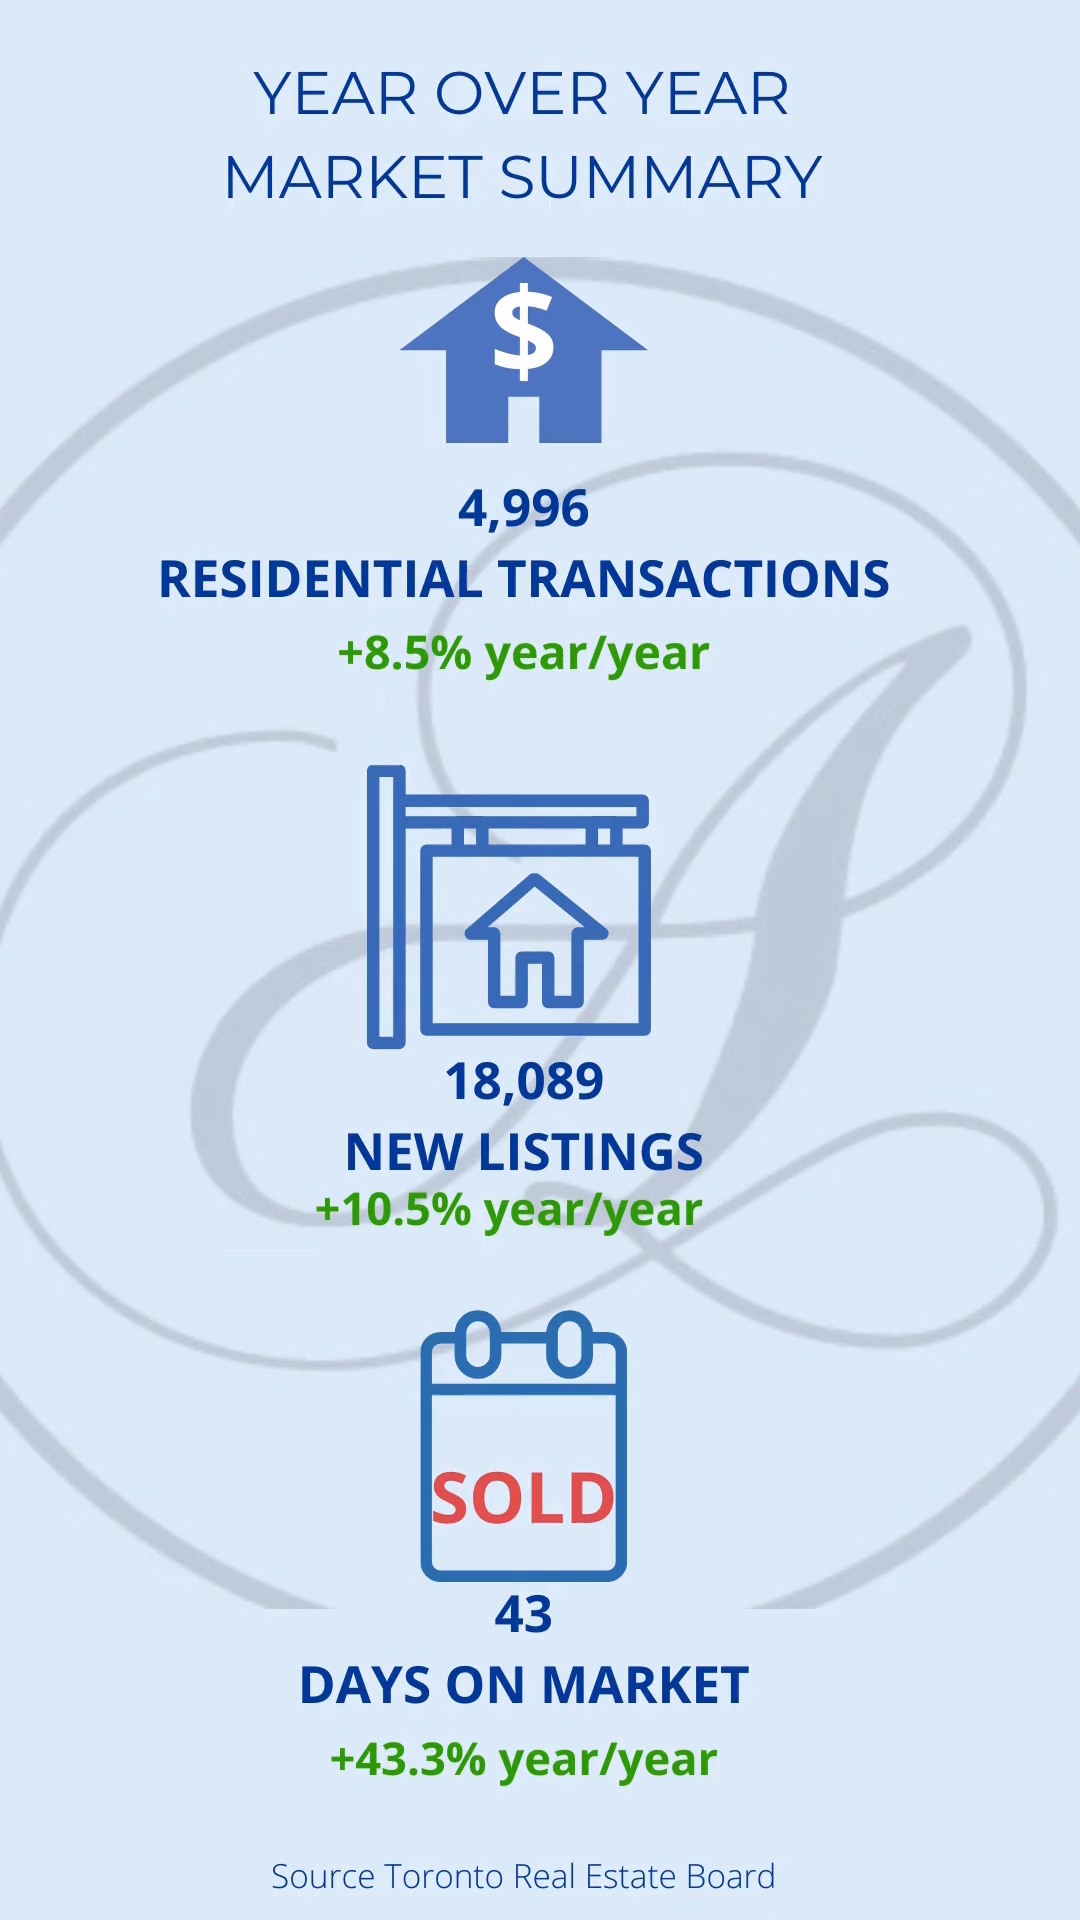 YEAR OVER YEAR
MARKET SUMMARY
$
4,996
RESIDENTIAL TRANSACTIONS
+8.5% year/year
18,089
NEW LISTINGS
+10.5% year/year
SOLD
43
DAYS ON MARKET
+43.3% year/year
Source Toronto Real Estate Board